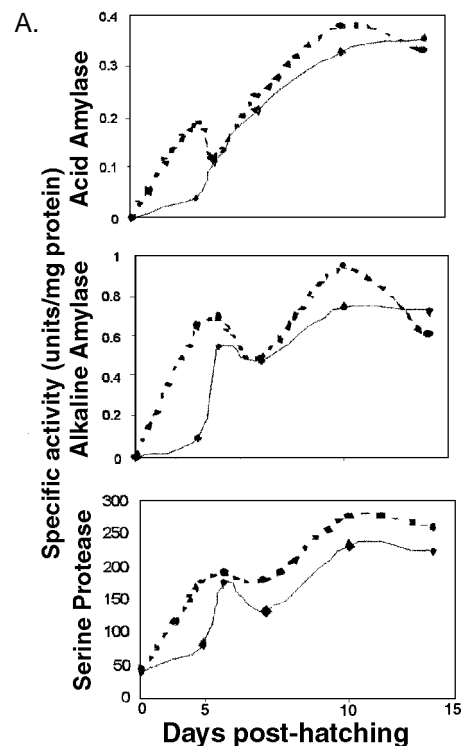 A.
Specific activity (units/mg protein)
Acid Amylase
0.4
0.3
0.2
0.1
0
Alkaline Amylase
1
0.8
0.6
0.4
0.2
0
Serine Protease
300
250
200
150
100
50
0
0 5 10 15
Days post-hatching